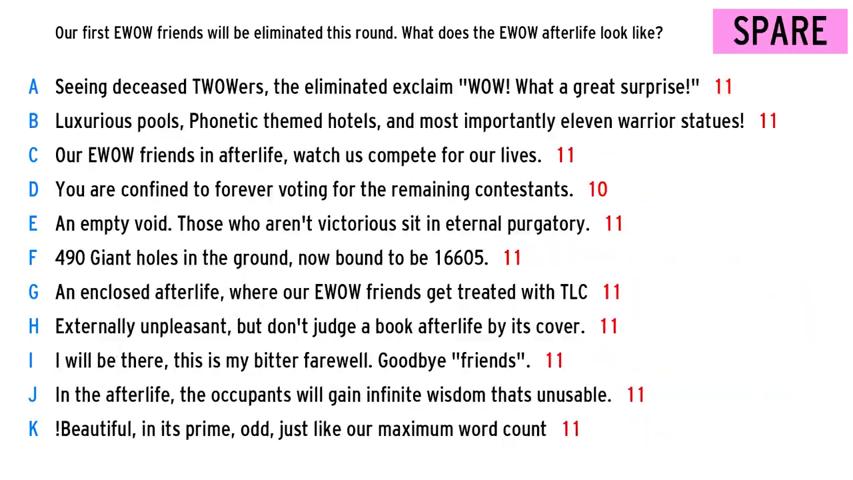 Our first EWOW friends will be eliminated this round. What does the EWOW afterlife look like?
SPARE
A Seeing deceased TWOWers, the eliminated exclaim "WOW! What a great surprise!" 11
B Luxurious pools, Phonetic themed hotels, and most importantly eleven warrior statues! 11
C Our EWOW friends in afterlife, watch us compete for our lives. 11
D You are confined to forever voting for the remaining contestants. 10
E An empty void. Those who aren't victorious sit in eternal purgatory. 11
F 490 Giant holes in the ground, now bound to be 16605. 11
G An enclosed afterlife, where our EWOW friends get treated with TLC 11
H Externally unpleasant, but don't judge a book afterlife by its cover. 11
I I will be there, this is my bitter farewell. Goodbye "friends". 11
J In the afterlife, the occupants will gain infinite wisdom thats unusable. 11
K !Beautiful, in its prime, odd, just like our maximum word count 11